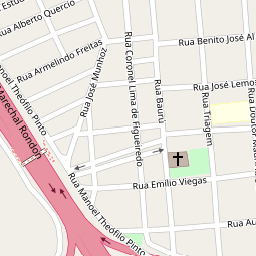 Rua Alberto Quercio
Rua Benito José Al
Rua Armelindo Freitas
Rua José Munhoz
Rua Coronel Lima de Figueiredo
Rua Bauru
Rua José Lemos
Rua Triagem
Manoel Theófilo Pinto
Marechal Rondon
Rua Emílio Viegas
Rua Manoel Theófilo Pinto
Rua Au